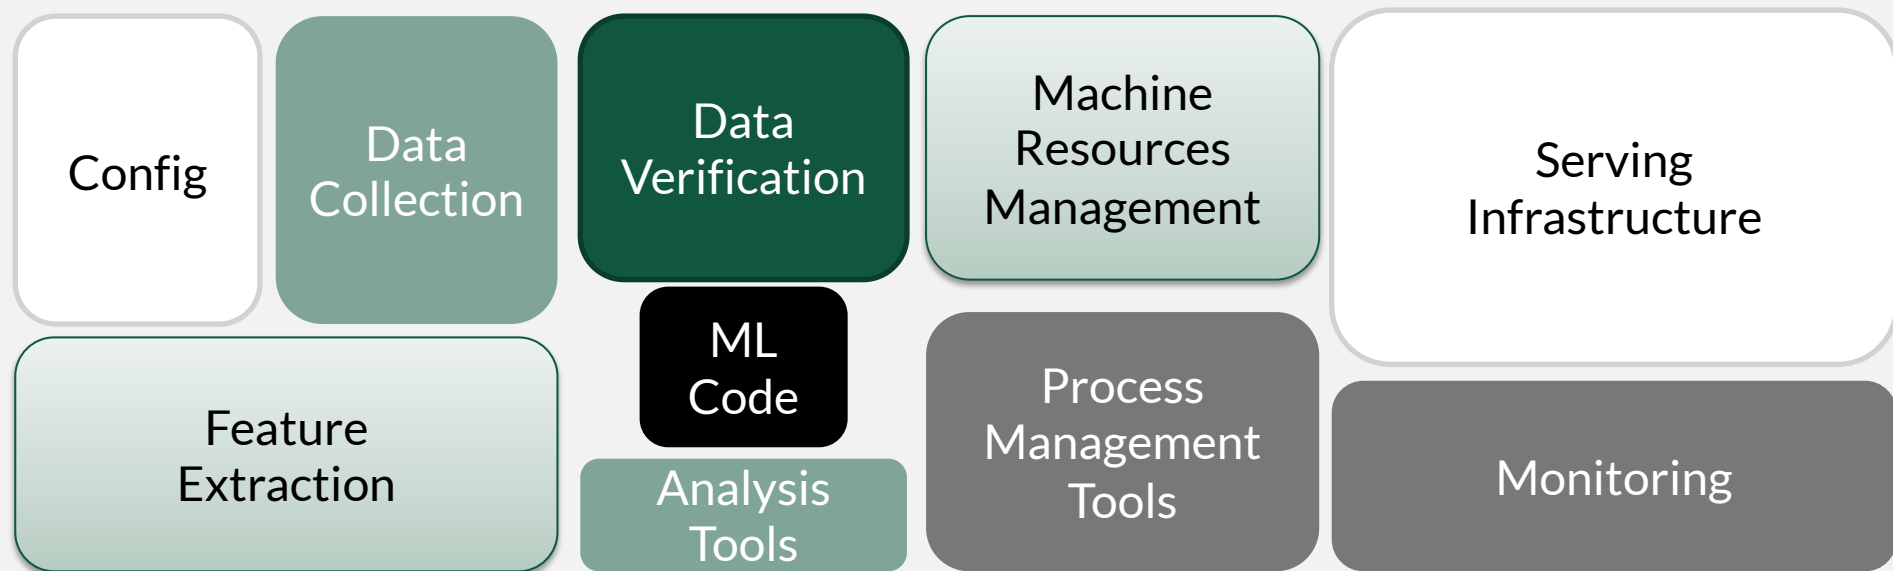 Config
Data
Collection
Data
Verification
Machine
Resources
Management
Serving
Infrastructure
ML
Code
Feature
Extraction
Analysis
Tools
Process
Management
Tools
Monitoring